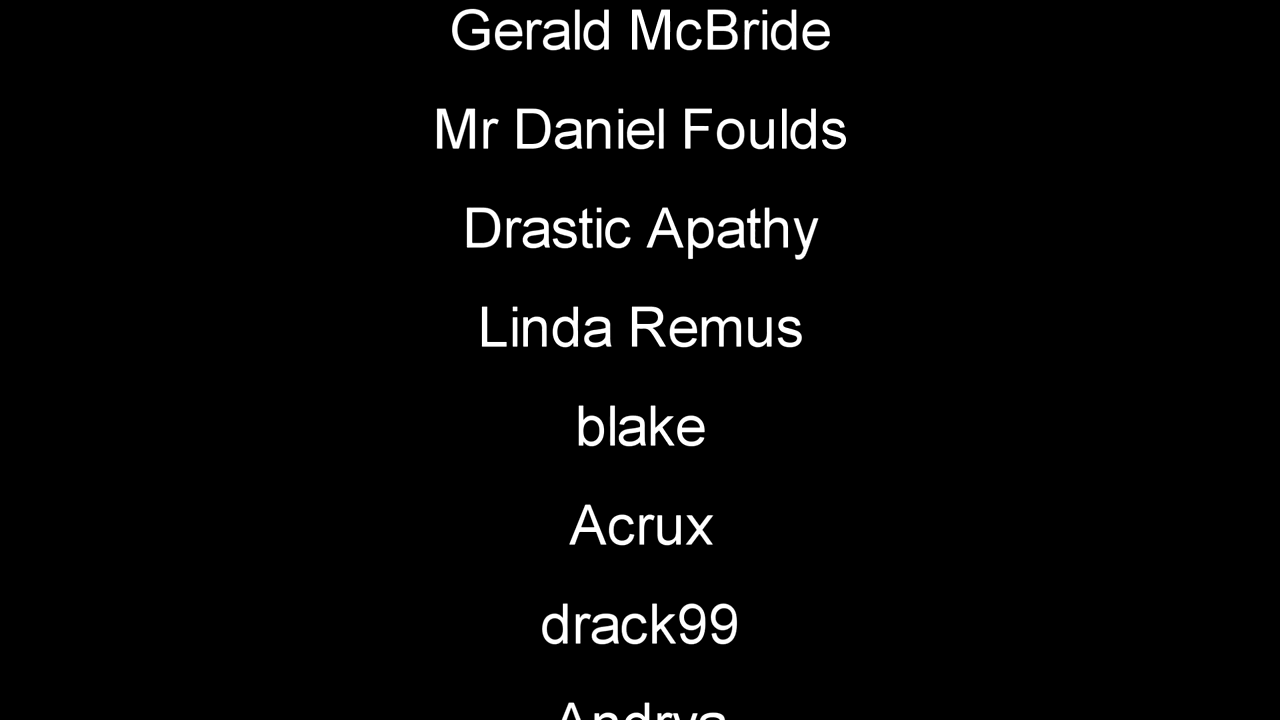 Gerald McBride
Mr Daniel Foulds
Drastic Apathy
Linda Remus
blake
Acrux
drack99